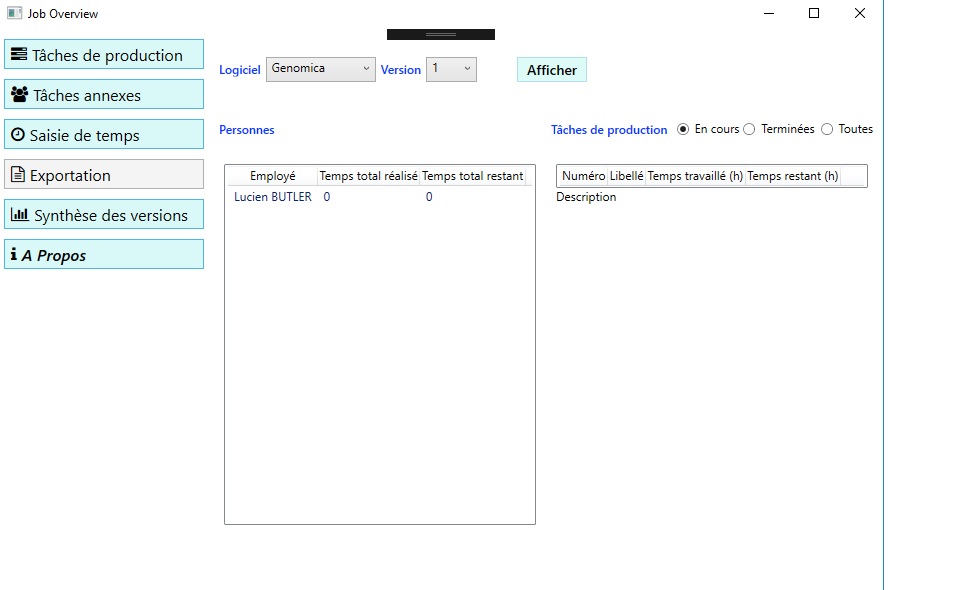 Job Overview
Tâches de production
Tâches annexes
Saisie de temps
Exportation
Synthèse des versions
A Propos
Logiciel Genomica Version 1 Afficher
Personnes
Employé Temps total réalisé Temps total restant
Lucien BUTLER 0 0
Tâches de production En cours Terminées Toutes
Numéro Libellé Temps travaillé (h) Temps restant (h)
Description